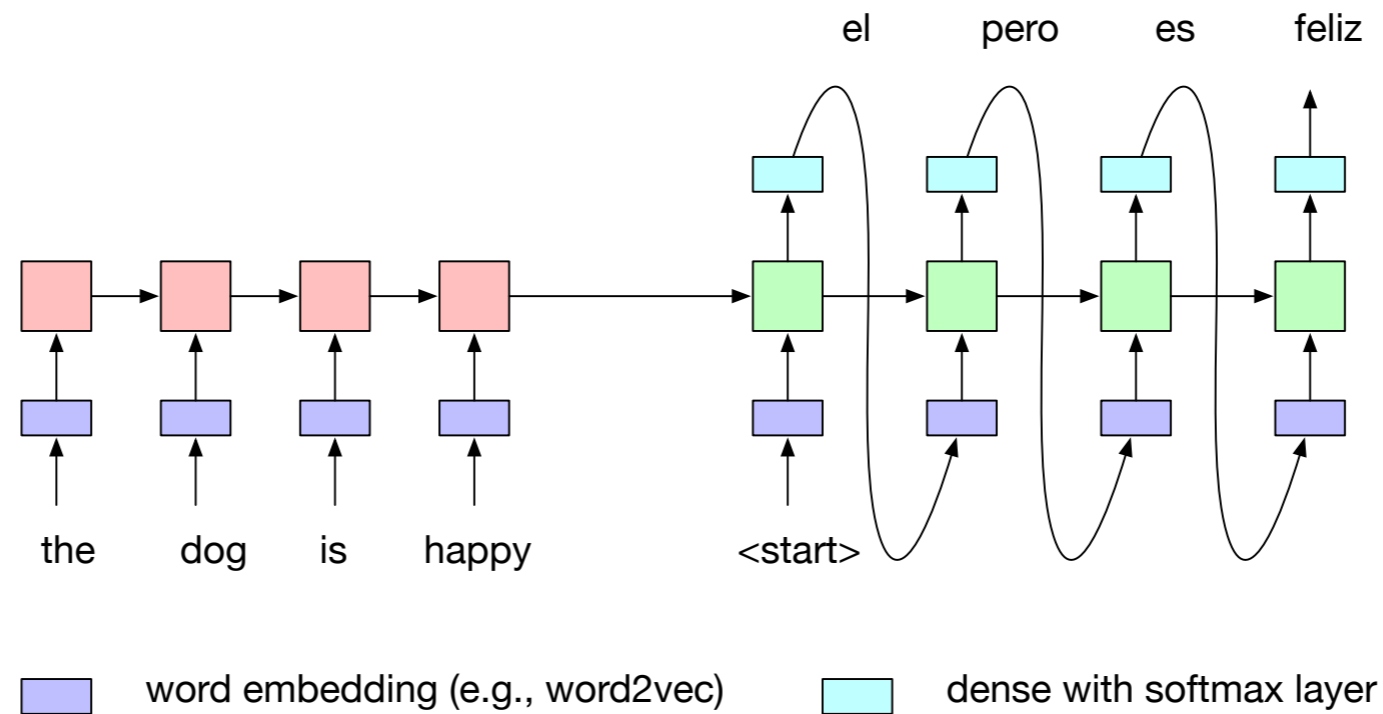 el pero es feliz
the dog is happy <start>
word embedding (e.g., word2vec) dense with softmax layer